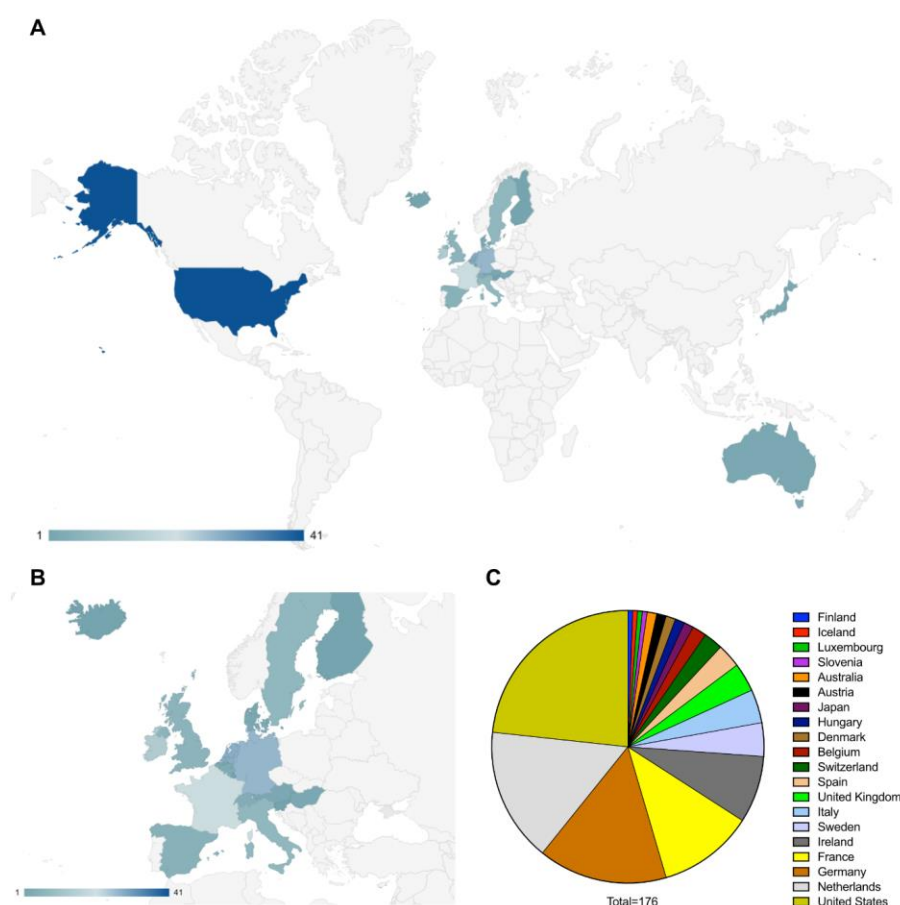 A
1 41
B
1 41
C
Finland
Iceland
Luxembourg
Slovenia
Australia
Austria
Japan
Hungary
Denmark
Belgium
Switzerland
Spain
United Kingdom
Italy
Sweden
Ireland
France
Germany
Netherlands
United States
Total=176